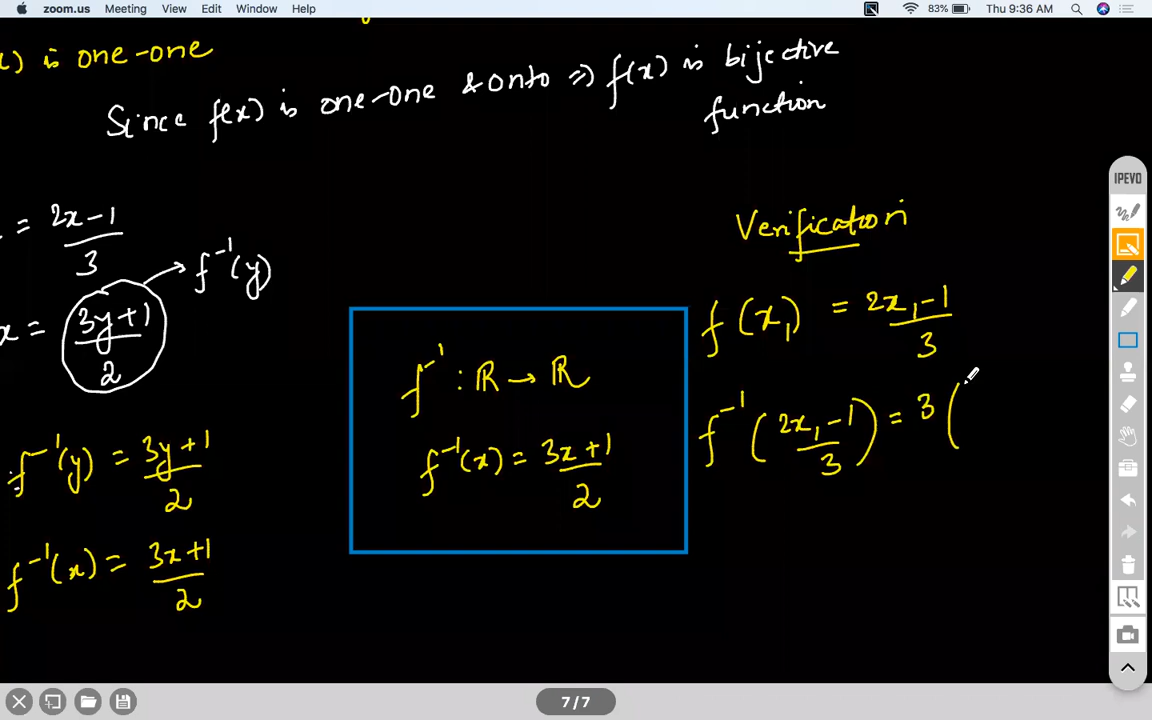 zoom.us Meeting View Edit Window Help 83% Thu 9:36 AM
x) is one-one
Since f(x) is one-one & onto ⇒ f(x) is bijective
function
= 2x-1/3
f⁻¹(y)
x = 3y+1/2
f⁻¹(y) = 3y+1/2
f⁻¹(x) = 3x+1/2
f⁻¹ : ℝ → ℝ
f⁻¹(x) = 3x+1/2
Verification
f(x₁) = 2x₁-1/3
f⁻¹(2x₁-1/3) = 3(
IPEVO
7/7